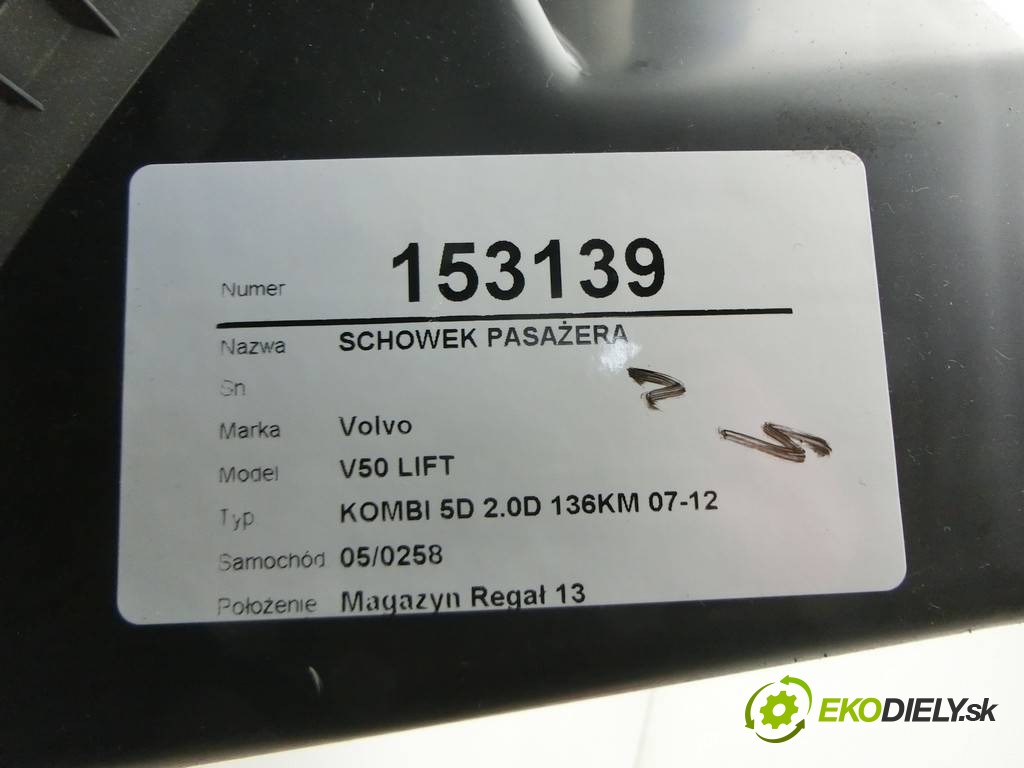 Numer 153139
Nazwa SCHOWEK PASAŻERA
Sn
Marka Volvo
Model V50 LIFT
Typ KOMBI 5D 2.0D 136KM 07-12
Samochód 05/0258
Położenie Magazyn Regał 13
EKODIELY.sk